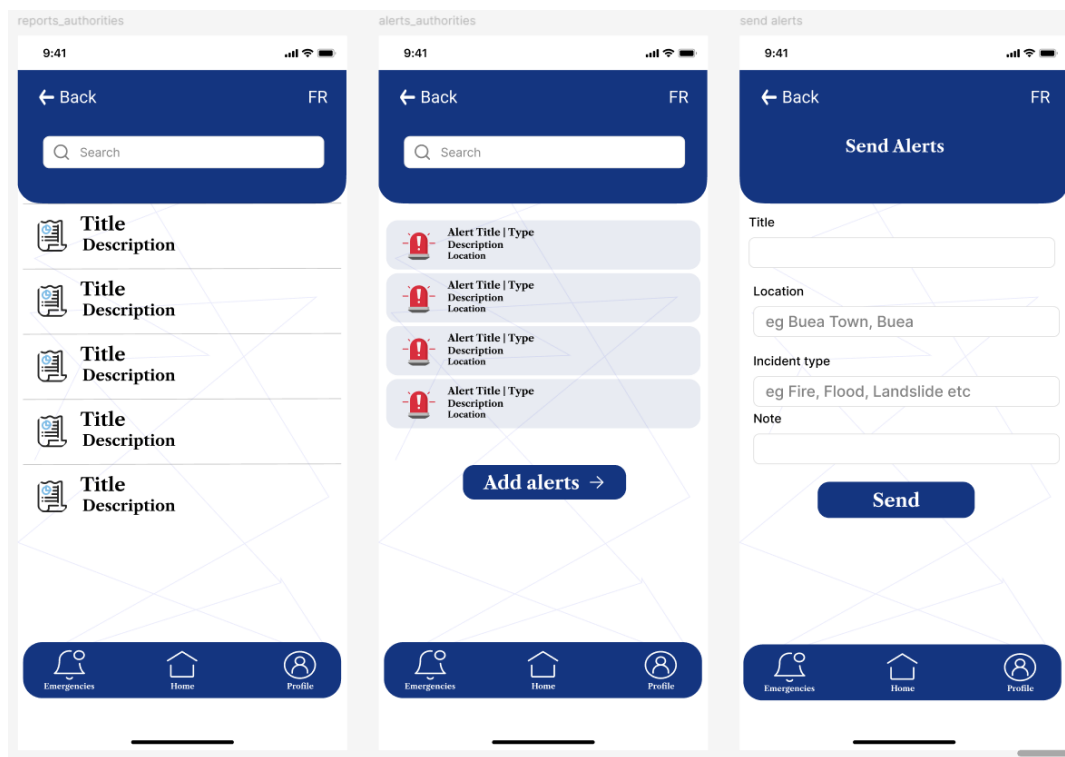 reports_authorities
9:41
Back
FR
Search
Title
Description
Title
Description
Title
Description
Title
Description
Title
Description
Emergencies
Home
Profile
alerts_authorities
9:41
Back
FR
Search
Alert Title | Type
Description
Location
Alert Title | Type
Description
Location
Alert Title | Type
Description
Location
Alert Title | Type
Description
Location
Add alerts →
Emergencies
Home
Profile
send alerts
9:41
Back
FR
Send Alerts
Title
Location
eg Buea Town, Buea
Incident type
eg Fire, Flood, Landslide etc
Note
Send
Emergencies
Home
Profile